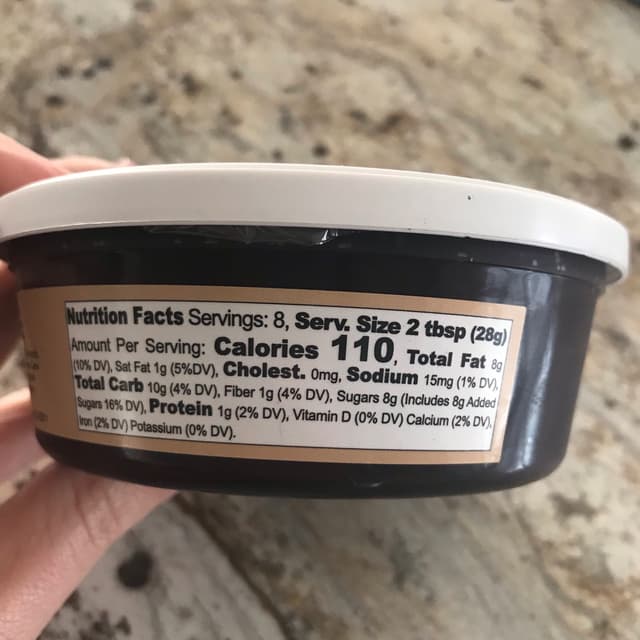 Nutrition Facts Servings: 8, Serv. Size 2 tbsp (28g)
Amount Per Serving: Calories 110, Total Fat 8g
(10% DV), Sat Fat 1g (5%DV), Cholest. 0mg, Sodium 15mg (1% DV),
Total Carb 10g (4% DV), Fiber 1g (4% DV), Sugars 8g (Includes 8g Added
Sugars 16% DV), Protein 1g (2% DV), Vitamin D (0% DV) Calcium (2% DV),
Iron (2% DV) Potassium (0% DV).